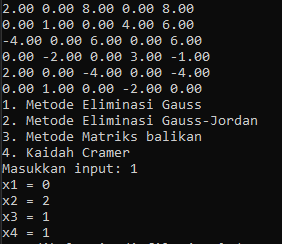 2.00 0.00 8.00 0.00 8.00
0.00 1.00 0.00 4.00 6.00
-4.00 0.00 6.00 0.00 6.00
0.00 -2.00 0.00 3.00 -1.00
2.00 0.00 -4.00 0.00 -4.00
0.00 1.00 0.00 -2.00 0.00
1. Metode Eliminasi Gauss
2. Metode Eliminasi Gauss-Jordan
3. Metode Matriks balikan
4. Kaidah Cramer
Masukkan input: 1
x1 = 0
x2 = 2
x3 = 1
x4 = 1